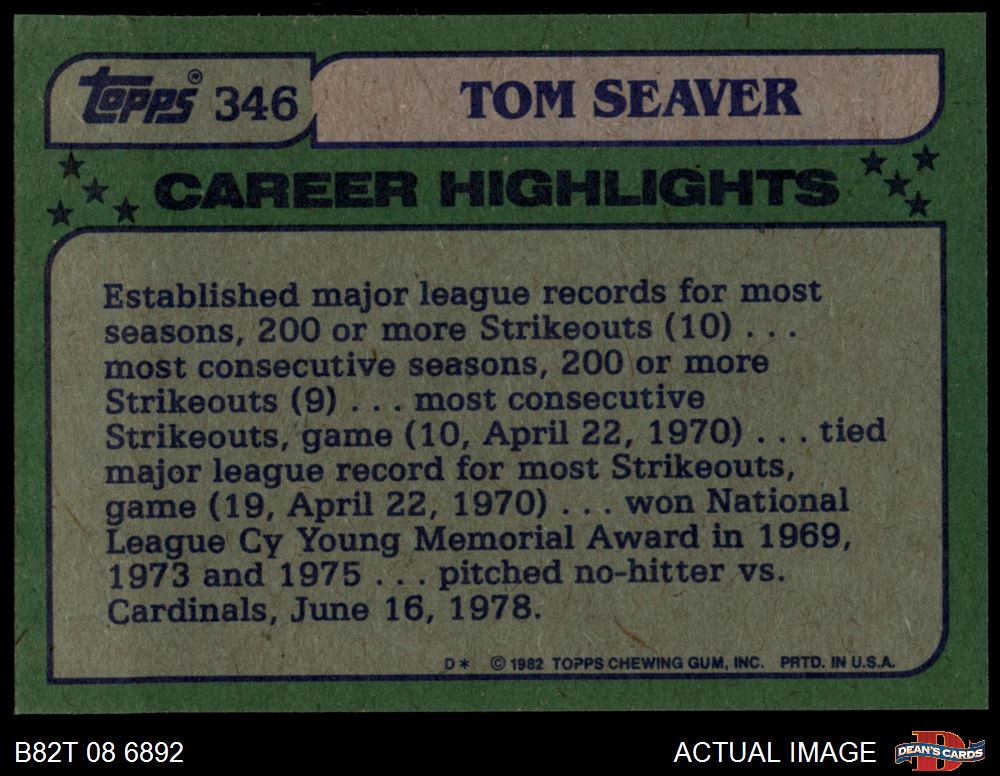 topps® 346
TOM SEAVER
CAREER HIGHLIGHTS
Established major league records for most
seasons, 200 or more Strikeouts (10) . . .
most consecutive seasons, 200 or more
Strikeouts (9) . . . most consecutive
Strikeouts, game (10, April 22, 1970) . . . tied
major league record for most Strikeouts,
game (19, April 22, 1970) . . . won National
League Cy Young Memorial Award in 1969,
1973 and 1975 . . . pitched no-hitter vs.
Cardinals, June 16, 1978.
D* © 1982 TOPPS CHEWING GUM, INC. PRTD. IN U.S.A.
B82T 08 6892
ACTUAL IMAGE
D
DEAN'S CARDS